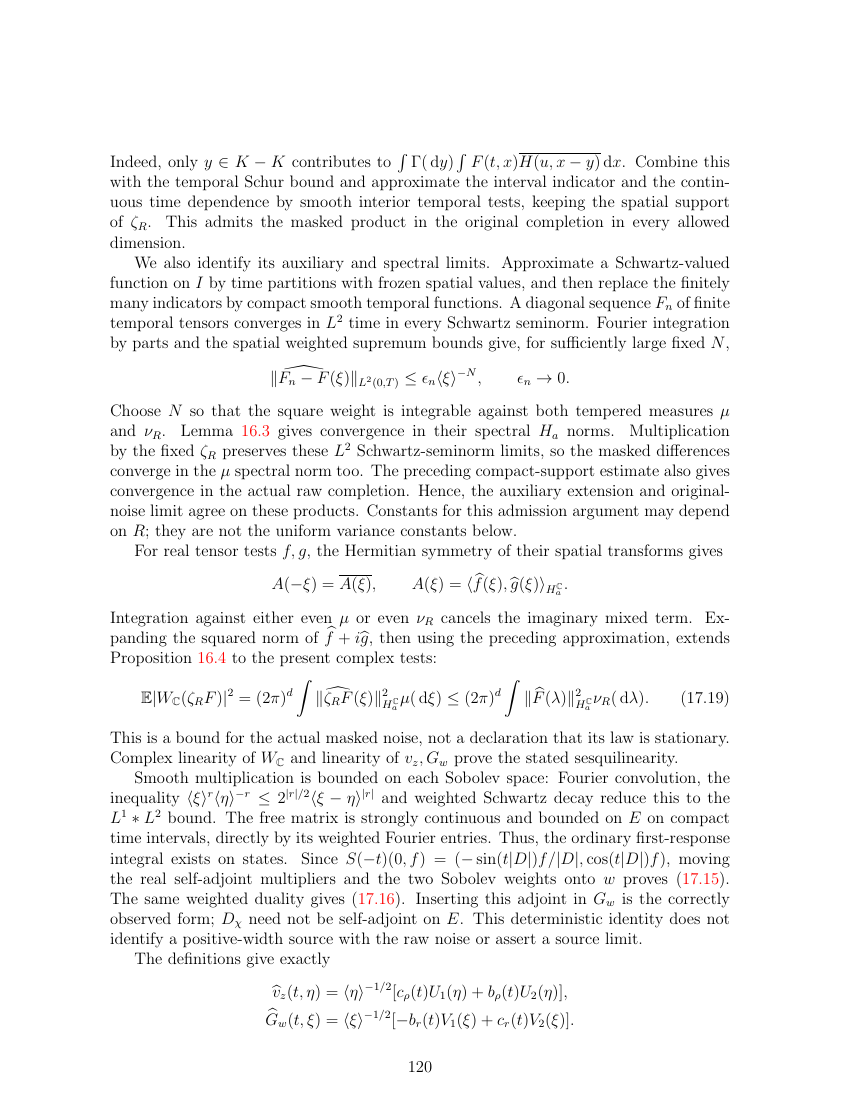 Indeed, only y ∈ K − K contributes to ∫ Γ( dy) ∫ F(t, x)\overline{H(u, x − y)} dx. Combine this
with the temporal Schur bound and approximate the interval indicator and the contin-
uous time dependence by smooth interior temporal tests, keeping the spatial support
of ζ_R. This admits the masked product in the original completion in every allowed
dimension.
We also identify its auxiliary and spectral limits. Approximate a Schwartz-valued
function on I by time partitions with frozen spatial values, and then replace the finitely
many indicators by compact smooth temporal functions. A diagonal sequence F_n of finite
temporal tensors converges in L^2 time in every Schwartz seminorm. Fourier integration
by parts and the spatial weighted supremum bounds give, for sufficiently large fixed N,
‖\widehat{F_n − F}(ξ)‖_{L^2(0,T)} ≤ ϵ_n⟨ξ⟩^{−N}, ϵ_n → 0.
Choose N so that the square weight is integrable against both tempered measures μ
and ν_R. Lemma 16.3 gives convergence in their spectral H_a norms. Multiplication
by the fixed ζ_R preserves these L^2 Schwartz-seminorm limits, so the masked differences
converge in the μ spectral norm too. The preceding compact-support estimate also gives
convergence in the actual raw completion. Hence, the auxiliary extension and original-
noise limit agree on these products. Constants for this admission argument may depend
on R; they are not the uniform variance constants below.
For real tensor tests f, g, the Hermitian symmetry of their spatial transforms gives
A(−ξ) = \overline{A(ξ)}, A(ξ) = ⟨\widehat{f}(ξ), \widehat{g}(ξ)⟩_{H_a^ℂ}.
Integration against either even μ or even ν_R cancels the imaginary mixed term. Ex-
panding the squared norm of \widehat{f} + i\widehat{g}, then using the preceding approximation, extends
Proposition 16.4 to the present complex tests:
𝔼|W_ℂ(ζ_R F)|^2 = (2π)^d ∫ ‖\widehat{ζ_R F}(ξ)‖^2_{H_a^ℂ} μ( dξ) ≤ (2π)^d ∫ ‖\widehat{F}(λ)‖^2_{H_a^ℂ} ν_R( dλ). (17.19)
This is a bound for the actual masked noise, not a declaration that its law is stationary.
Complex linearity of W_ℂ and linearity of v_z, G_w prove the stated sesquilinearity.
Smooth multiplication is bounded on each Sobolev space: Fourier convolution, the
inequality ⟨ξ⟩^r⟨η⟩^{−r} ≤ 2^{|r|/2}⟨ξ − η⟩^{|r|} and weighted Schwartz decay reduce this to the
L^1 ∗ L^2 bound. The free matrix is strongly continuous and bounded on E on compact
time intervals, directly by its weighted Fourier entries. Thus, the ordinary first-response
integral exists on states. Since S(−t)(0, f) = (− sin(t|D|)f/|D|, cos(t|D|)f), moving
the real self-adjoint multipliers and the two Sobolev weights onto w proves (17.15).
The same weighted duality gives (17.16). Inserting this adjoint in G_w is the correctly
observed form; D_χ need not be self-adjoint on E. This deterministic identity does not
identify a positive-width source with the raw noise or assert a source limit.
The definitions give exactly
\widehat{v}_z(t, η) = ⟨η⟩^{−1/2}[c_ρ(t)U_1(η) + b_ρ(t)U_2(η)],
\widehat{G}_w(t, ξ) = ⟨ξ⟩^{−1/2}[−b_r(t)V_1(ξ) + c_r(t)V_2(ξ)].
120